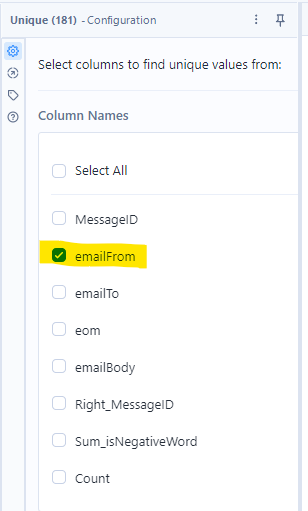 Unique (181) - Configuration
Select columns to find unique values from:
Column Names
Select All
MessageID
emailFrom
emailTo
eom
emailBody
Right_MessageID
Sum_isNegativeWord
Count